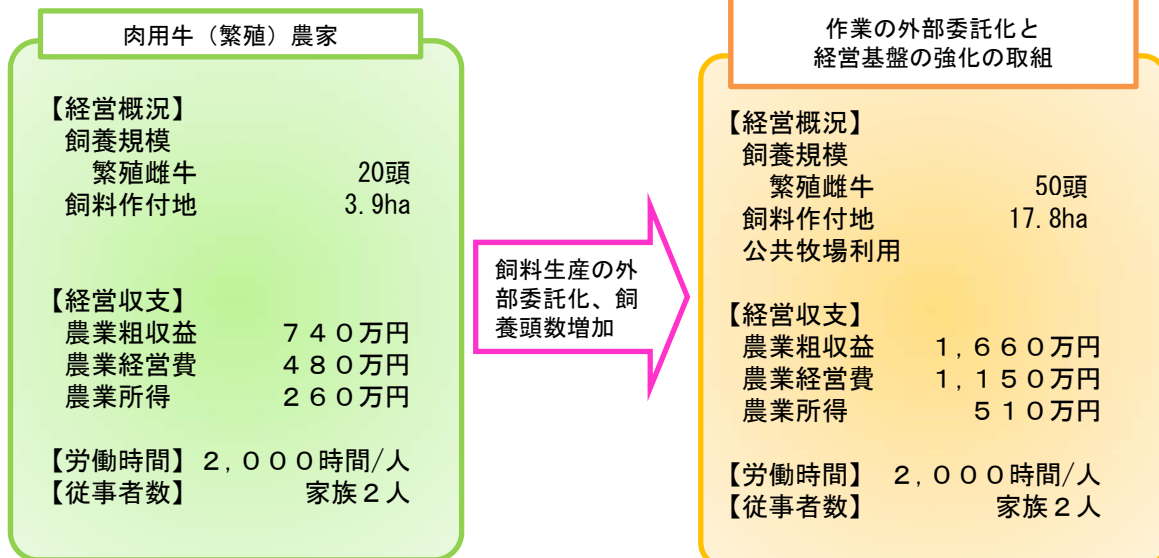 肉用牛（繁殖）農家
【経営概況】
飼養規模
繁殖雌牛 20頭
飼料作付地 3.9ha
【経営収支】
農業粗収益 ７４０万円
農業経営費 ４８０万円
農業所得 ２６０万円
【労働時間】２,０００時間/人
【従事者数】 家族２人
飼料生産の外
部委託化、飼
養頭数増加
作業の外部委託化と
経営基盤の強化の取組
【経営概況】
飼養規模
繁殖雌牛 50頭
飼料作付地 17.8ha
公共牧場利用
【経営収支】
農業粗収益 １,６６０万円
農業経営費 １,１５０万円
農業所得 ５１０万円
【労働時間】 ２,０００時間/人
【従事者数】 家族２人